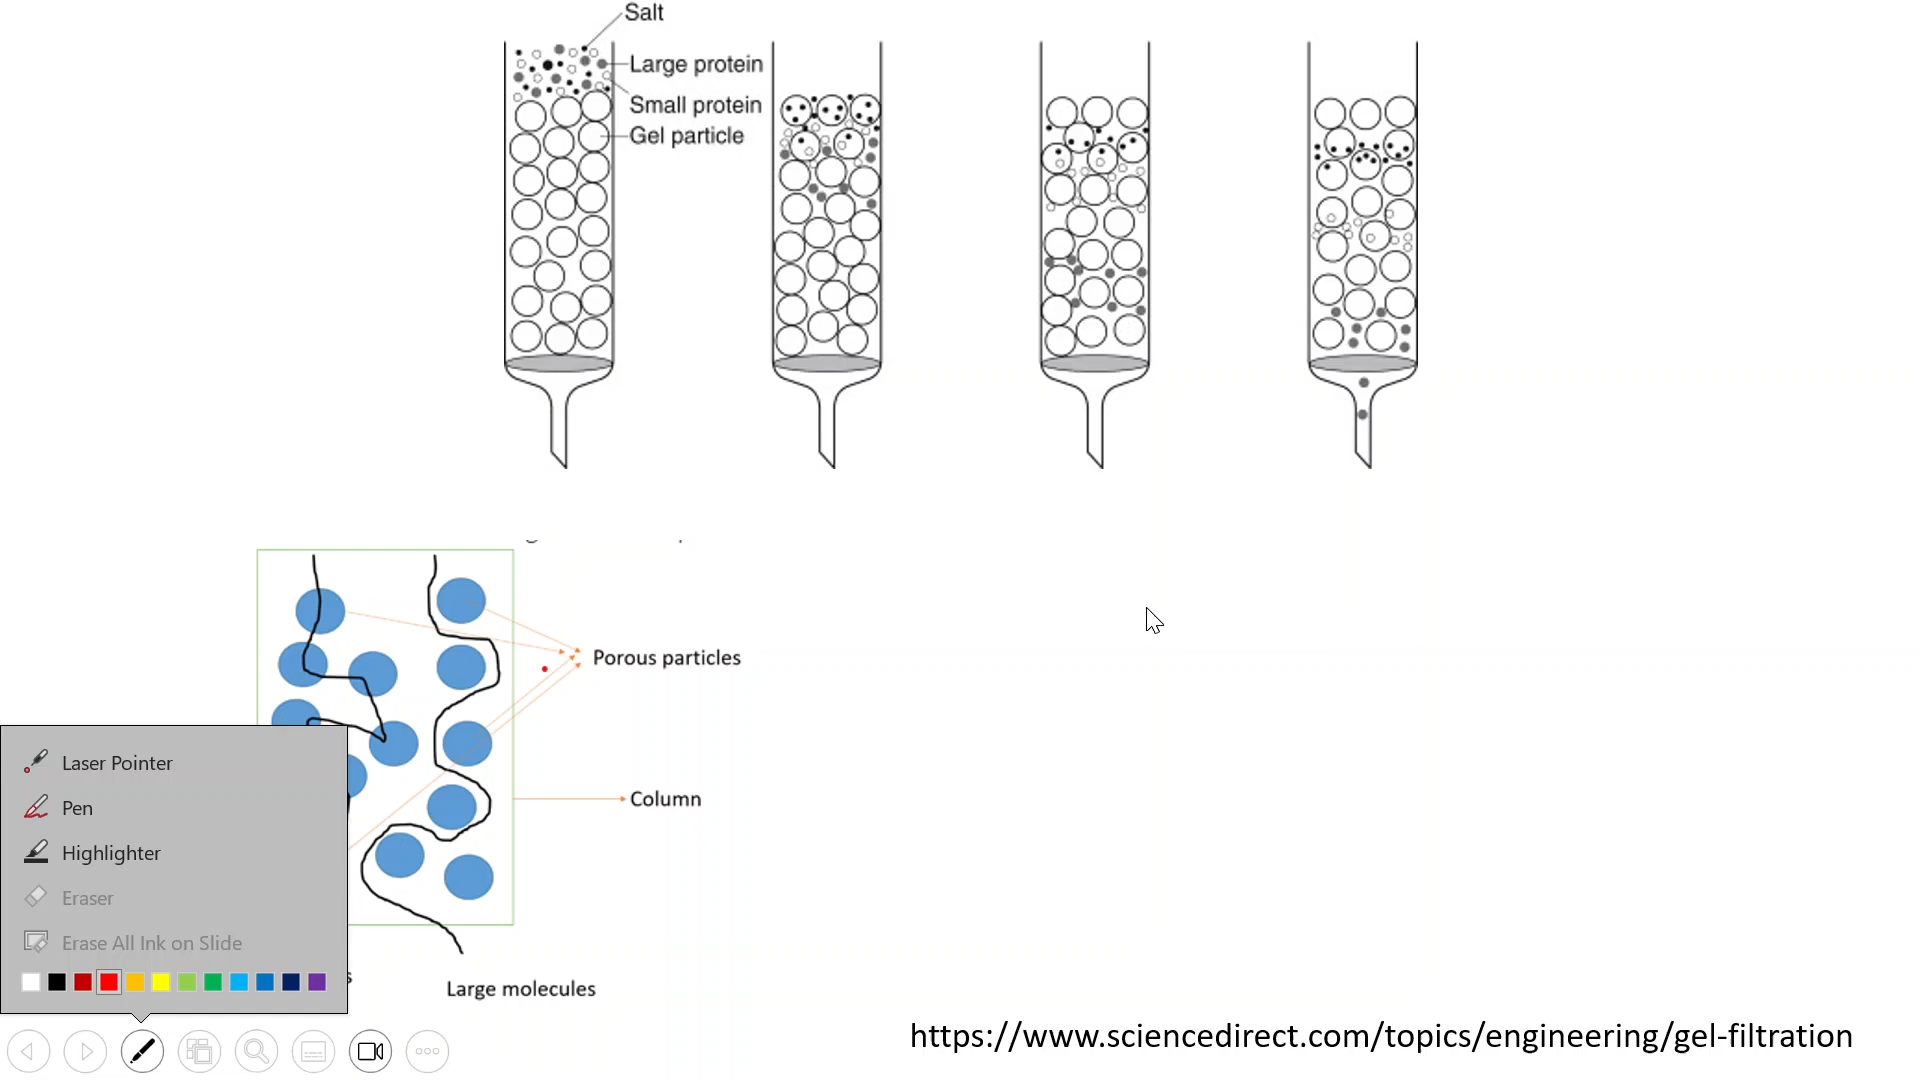 Salt
Large protein
Small protein
Gel particle
Porous particles
Column
Large molecules
Laser Pointer
Pen
Highlighter
Eraser
Erase All Ink on Slide
https://www.sciencedirect.com/topics/engineering/gel-filtration